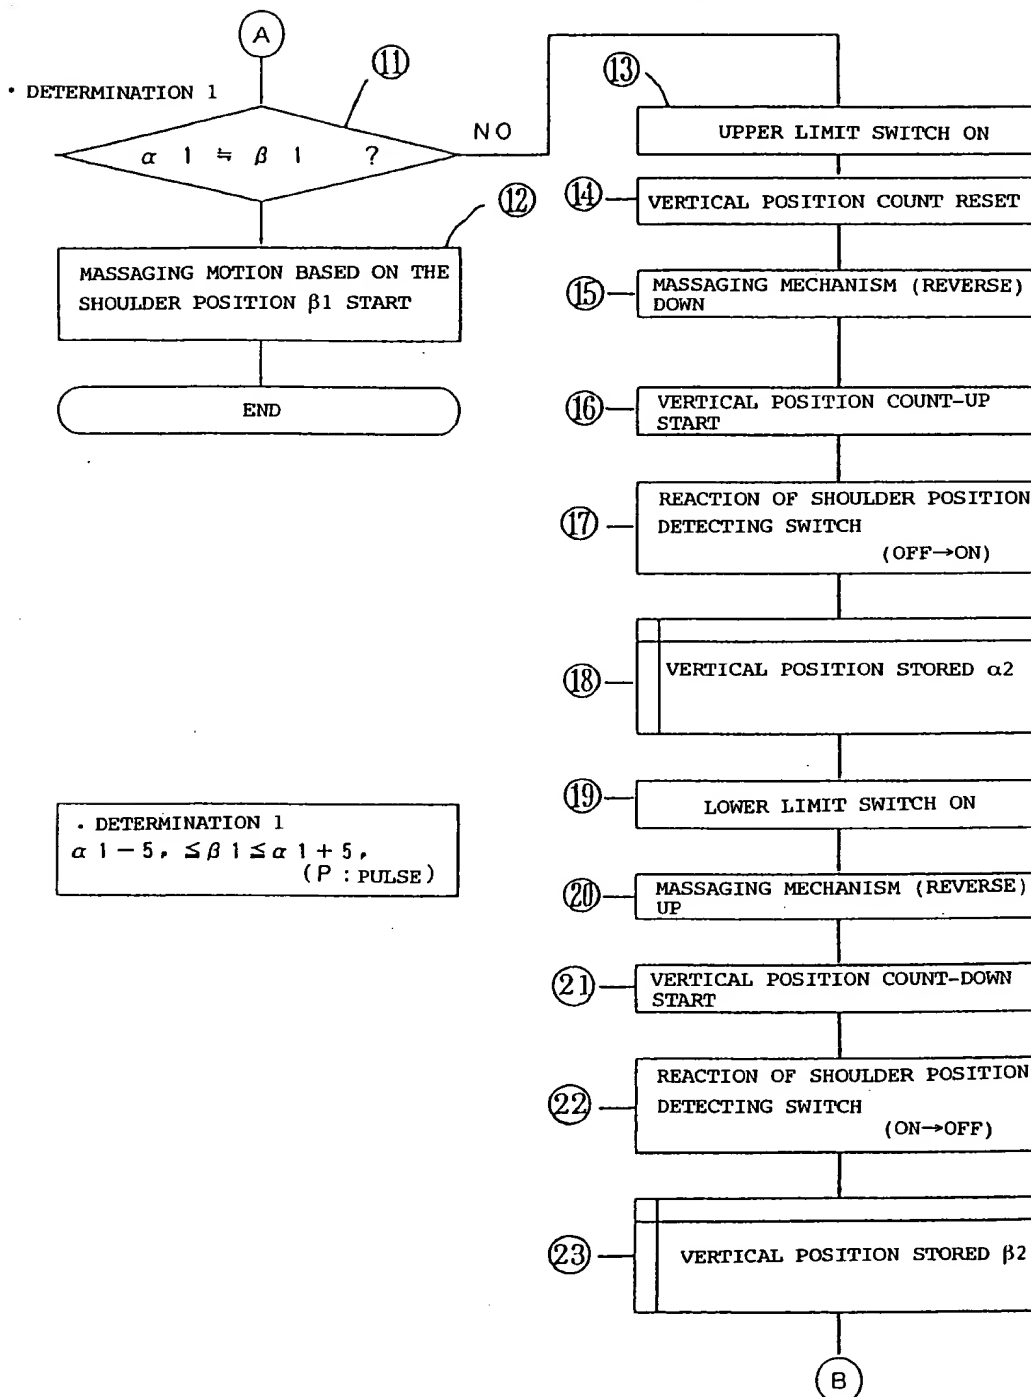 A
⑪
• DETERMINATION 1
α 1 ≒ β 1 ?
NO
⑫
MASSAGING MOTION BASED ON THE
SHOULDER POSITION β1 START
END
• DETERMINATION 1
α 1 − 5, ≦ β 1 ≦ α 1 + 5,
(P : PULSE)
⑬
UPPER LIMIT SWITCH ON
⑭
VERTICAL POSITION COUNT RESET
⑮
MASSAGING MECHANISM (REVERSE)
DOWN
⑯
VERTICAL POSITION COUNT-UP
START
⑰
REACTION OF SHOULDER POSITION
DETECTING SWITCH
(OFF→ON)
⑱
VERTICAL POSITION STORED α2
⑲
LOWER LIMIT SWITCH ON
⑳
MASSAGING MECHANISM (REVERSE)
UP
㉑
VERTICAL POSITION COUNT-DOWN
START
㉒
REACTION OF SHOULDER POSITION
DETECTING SWITCH
(ON→OFF)
㉓
VERTICAL POSITION STORED β2
B